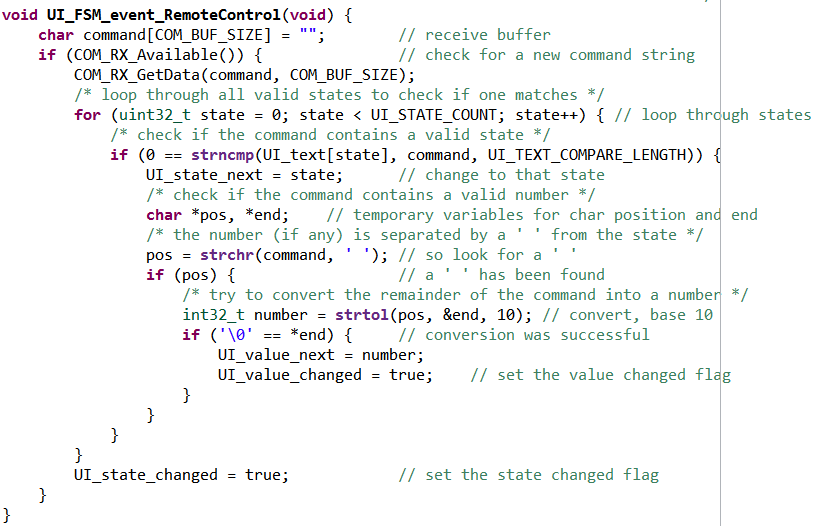 void UI_FSM_event_RemoteControl(void) {
    char command[COM_BUF_SIZE] = "";        // receive buffer
    if (COM_RX_Available()) {               // check for a new command string
        COM_RX_GetData(command, COM_BUF_SIZE);
        /* loop through all valid states to check if one matches */
        for (uint32_t state = 0; state < UI_STATE_COUNT; state++) { // loop through states
            /* check if the command contains a valid state */
            if (0 == strncmp(UI_text[state], command, UI_TEXT_COMPARE_LENGTH)) {
                UI_state_next = state;      // change to that state
                /* check if the command contains a valid number */
                char *pos, *end;    // temporary variables for char position and end
                /* the number (if any) is separated by a ' ' from the state */
                pos = strchr(command, ' '); // so look for a ' '
                if (pos) {                  // a ' ' has been found
                    /* try to convert the remainder of the command into a number */
                    int32_t number = strtol(pos, &end, 10); // convert, base 10
                    if ('\0' == *end) {     // conversion was successful
                        UI_value_next = number;
                        UI_value_changed = true;    // set the value changed flag
                    }
                }
            }
        }
        UI_state_changed = true;            // set the state changed flag
    }
}